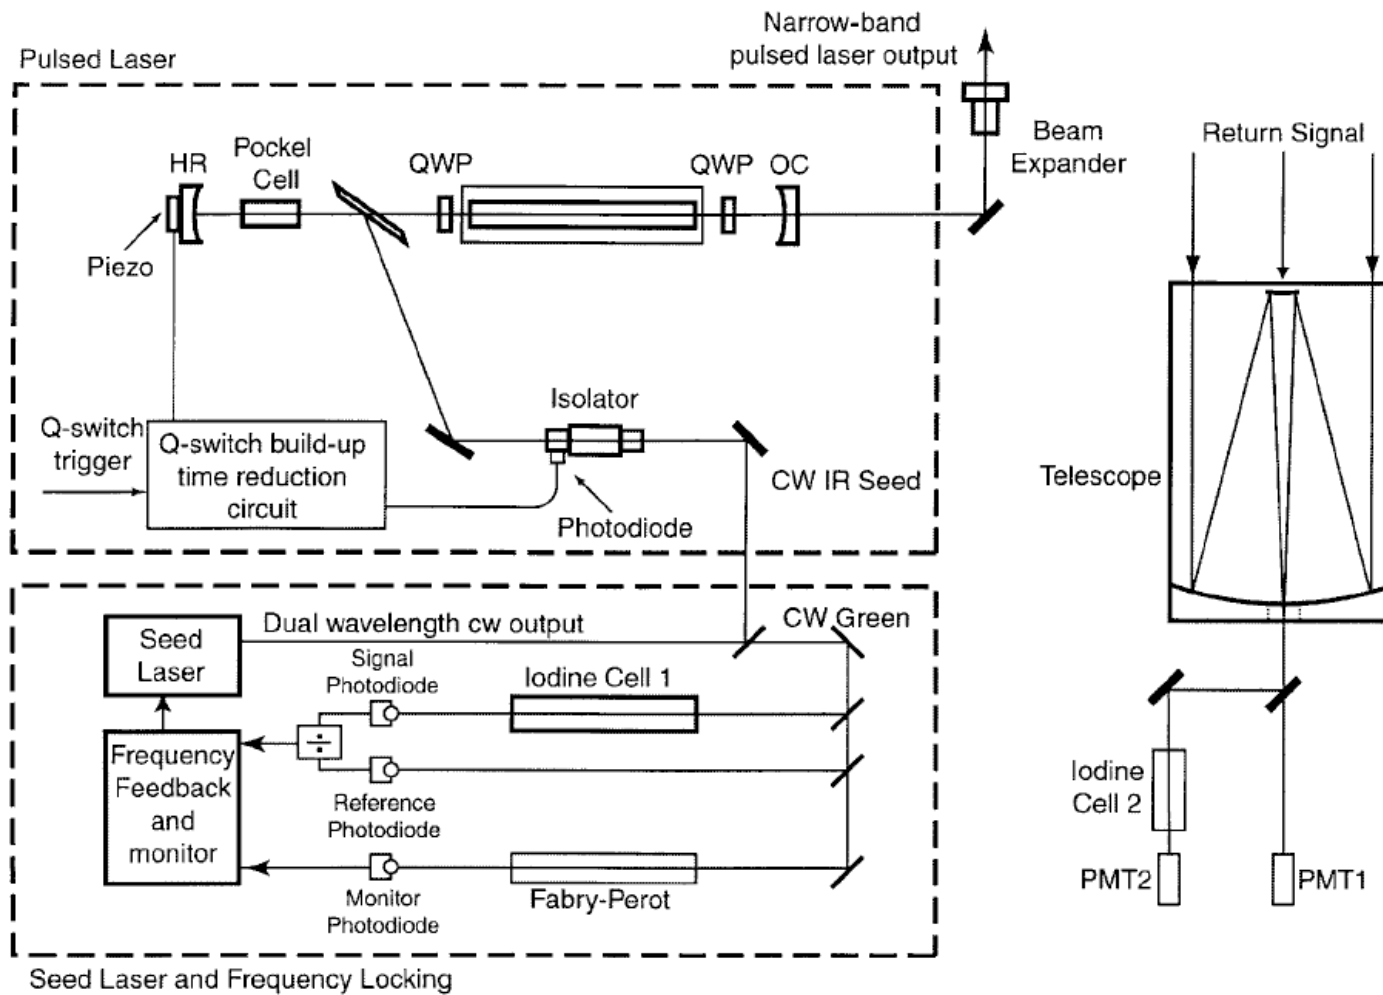 Narrow-band
pulsed laser output
Pulsed Laser
Beam
Expander
Return Signal
HR
Pockel
Cell
QWP
QWP
OC
Piezo
Isolator
Q-switch
trigger
Q-switch build-up
time reduction
circuit
CW IR Seed
Photodiode
Telescope
Seed
Laser
Dual wavelength cw output
CW Green
Signal
Photodiode
Iodine Cell 1
÷
Frequency
Feedback
and
monitor
Reference
Photodiode
Monitor
Photodiode
Fabry-Perot
Iodine
Cell 2
PMT2
PMT1
Seed Laser and Frequency Locking